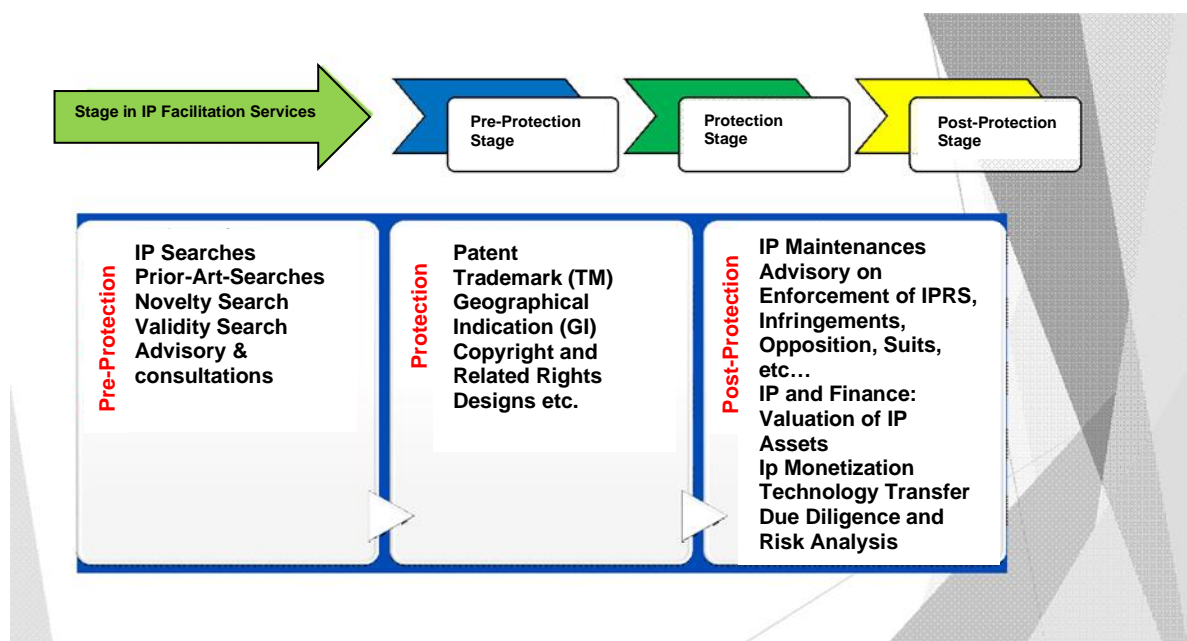 Stage in IP Facilitation Services
Pre-Protection
Stage
Protection
Stage
Post-Protection
Stage
Pre-Protection
IP Searches
Prior-Art-Searches
Novelty Search
Validity Search
Advisory &
consultations
Protection
Patent
Trademark (TM)
Geographical
Indication (GI)
Copyright and
Related Rights
Designs etc.
Post-Protection
IP Maintenances
Advisory on
Enforcement of IPRS,
Infringements,
Opposition, Suits,
etc...
IP and Finance:
Valuation of IP
Assets
Ip Monetization
Technology Transfer
Due Diligence and
Risk Analysis